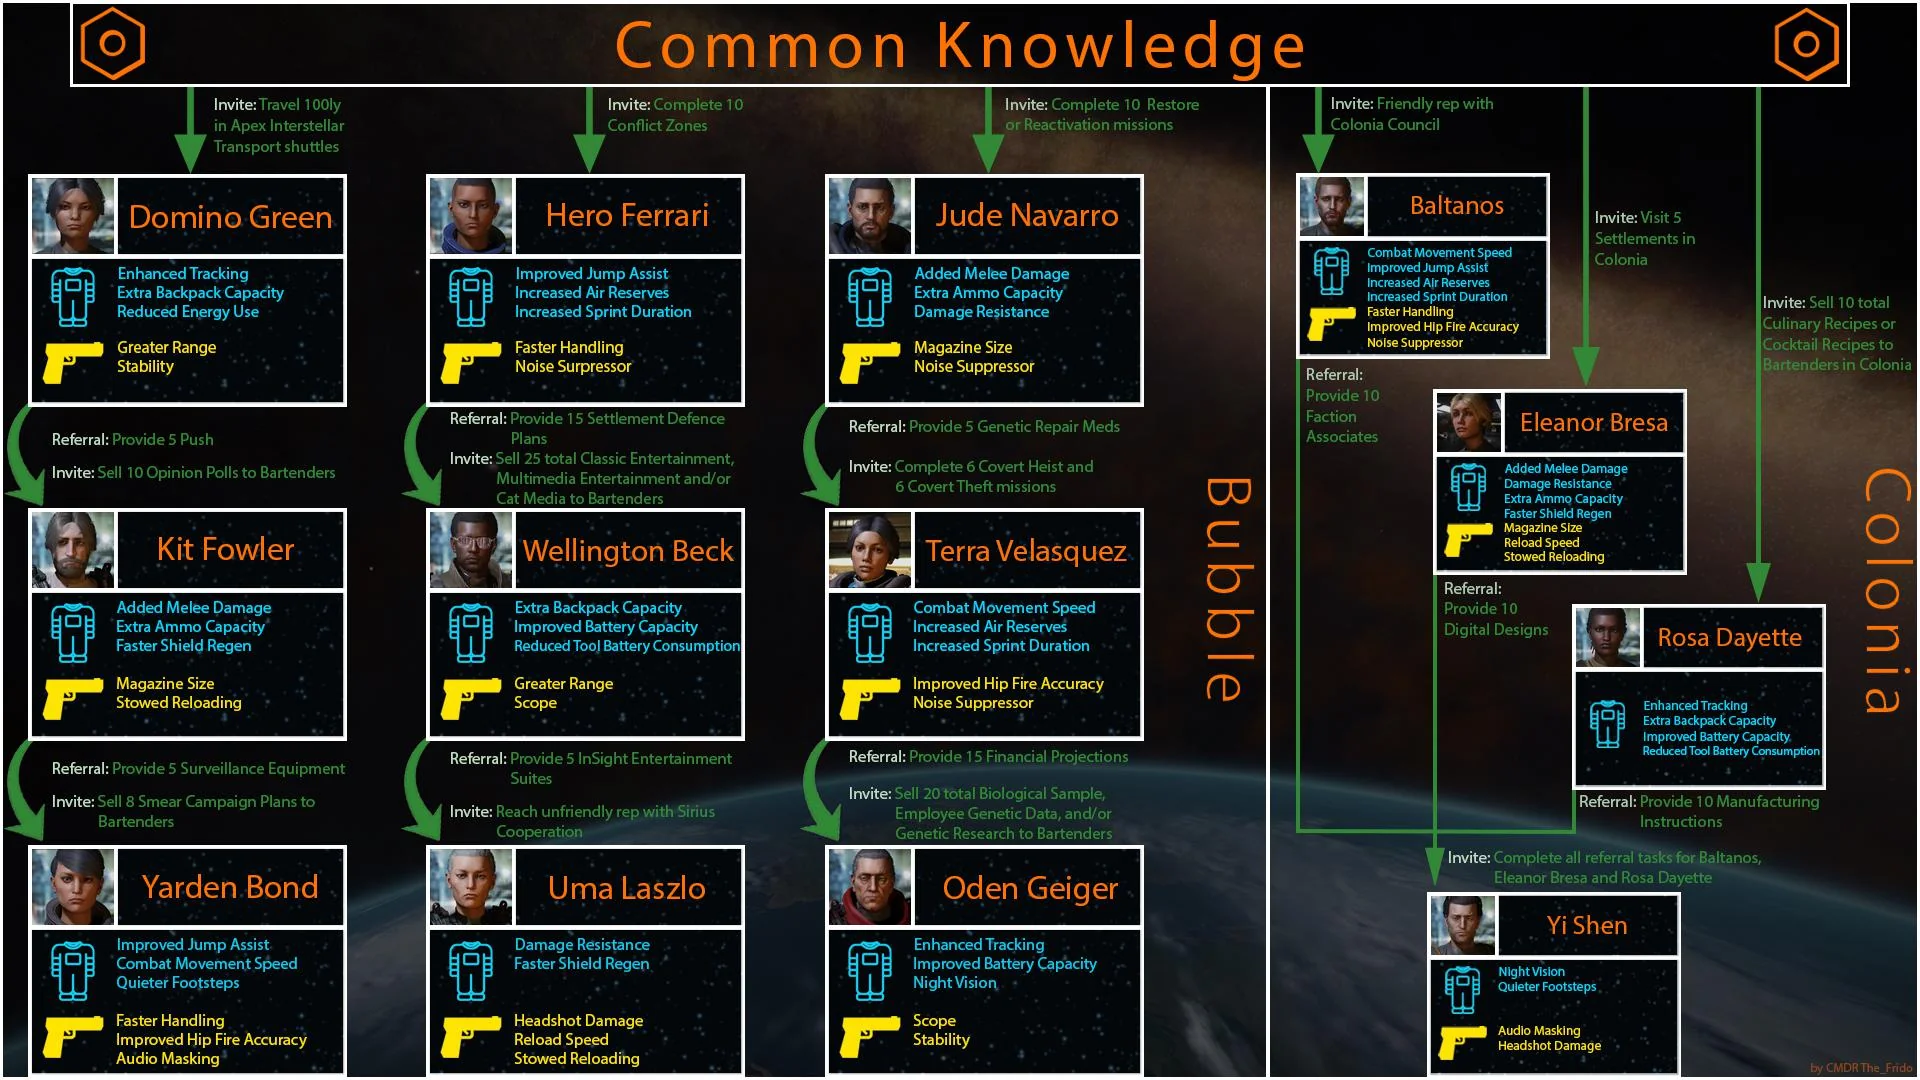 Common Knowledge
Invite: Travel 100ly
in Apex Interstellar
Transport shuttles
Domino Green
Enhanced Tracking
Extra Backpack Capacity
Reduced Energy Use
Greater Range
Stability
Referral: Provide 5 Push
Invite: Sell 10 Opinion Polls to Bartenders
Kit Fowler
Added Melee Damage
Extra Ammo Capacity
Faster Shield Regen
Magazine Size
Stowed Reloading
Referral: Provide 5 Surveillance Equipment
Invite: Sell 8 Smear Campaign Plans to
Bartenders
Yarden Bond
Improved Jump Assist
Combat Movement Speed
Quieter Footsteps
Faster Handling
Improved Hip Fire Accuracy
Audio Masking
Invite: Complete 10
Conflict Zones
Hero Ferrari
Improved Jump Assist
Increased Air Reserves
Increased Sprint Duration
Faster Handling
Noise Surpressor
Referral: Provide 15 Settlement Defence
Plans
Invite: Sell 25 total Classic Entertainment,
Multimedia Entertainment and/or
Cat Media to Bartenders
Wellington Beck
Extra Backpack Capacity
Improved Battery Capacity
Reduced Tool Battery Consumption
Greater Range
Scope
Referral: Provide 5 InSight Entertainment
Suites
Invite: Reach unfriendly rep with Sirius
Cooperation
Uma Laszlo
Damage Resistance
Faster Shield Regen
Headshot Damage
Reload Speed
Stowed Reloading
Invite: Complete 10 Restore
or Reactivation missions
Jude Navarro
Added Melee Damage
Extra Ammo Capacity
Damage Resistance
Magazine Size
Noise Suppressor
Referral: Provide 5 Genetic Repair Meds
Invite: Complete 6 Covert Heist and
6 Covert Theft missions
Terra Velasquez
Combat Movement Speed
Increased Air Reserves
Increased Sprint Duration
Improved Hip Fire Accuracy
Noise Suppressor
Referral: Provide 15 Financial Projections
Invite: Sell 20 total Biological Sample,
Employee Genetic Data, and/or
Genetic Research to Bartenders
Oden Geiger
Enhanced Tracking
Improved Battery Capacity
Night Vision
Scope
Stability
Bubble
Invite: Friendly rep with
Colonia Council
Baltanos
Combat Movement Speed
Improved Jump Assist
Increased Air Reserves
Increased Sprint Duration
Faster Handling
Improved Hip Fire Accuracy
Noise Suppressor
Referral:
Provide 10
Faction
Associates
Invite: Visit 5
Settlements in
Colonia
Eleanor Bresa
Added Melee Damage
Damage Resistance
Extra Ammo Capacity
Faster Shield Regen
Magazine Size
Reload Speed
Stowed Reloading
Referral:
Provide 10
Digital Designs
Invite: Sell 10 total
Culinary Recipes or
Cocktail Recipes to
Bartenders in Colonia
Rosa Dayette
Enhanced Tracking
Extra Backpack Capacity
Improved Battery Capacity
Reduced Tool Battery Consumption
Referral: Provide 10 Manufacturing
Instructions
Invite: Complete all referral tasks for Baltanos,
Eleanor Bresa and Rosa Dayette
Yi Shen
Night Vision
Quieter Footsteps
Audio Masking
Headshot Damage
Colonia
by CMDR The_Frido